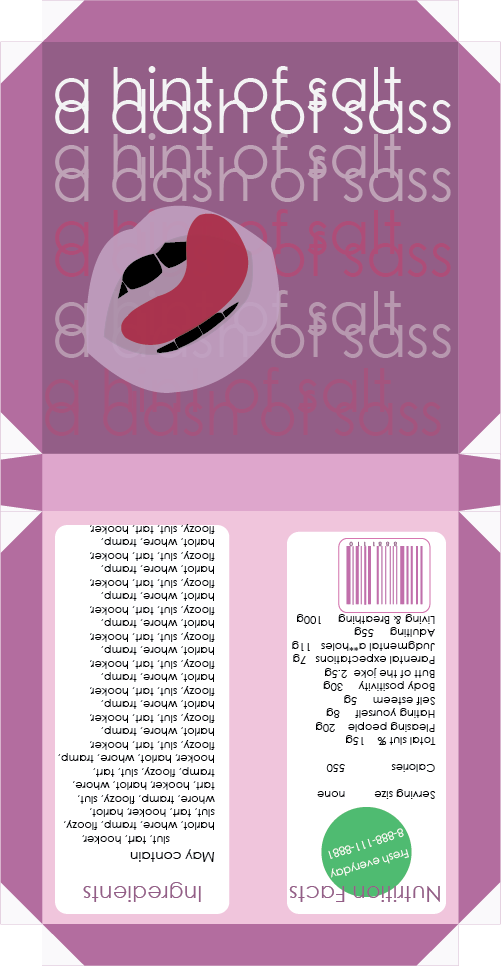 a hint of salt
a dash of sass
a hint of salt
a dash of sass
a hint of salt
a dash of sass
a hint of salt
a dash of sass
a hint of salt
a dash of sass
Nutrition Facts
Fresh everyday
8-888-111-8881
Serving size none
Calories 550
Total slut % 15g
Pleasing people 20g
Hating yourself 8g
Self esteem 5g
Body positivity 30g
Butt of the joke 2.5g
Parental expectations 7g
Judgmental a**holes 11g
Adulting 55g
Living & Breathing 100g
Ingredients
May contain
slut, tart, hooker,
harlot, whore, tramp, floozy,
slut, tart, hooker, harlot,
whore, tramp, floozy, slut,
tart, hooker, harlot, whore,
tramp, floozy, slut, tart,
hooker, harlot, whore, tramp,
floozy, slut, tart, hooker,
harlot, whore, tramp,
floozy, slut, tart, hooker,
harlot, whore, tramp,
floozy, slut, tart, hooker,
harlot, whore, tramp,
floozy, slut, tart, hooker,
harlot, whore, tramp,
floozy, slut, tart, hooker,
harlot, whore, tramp,
floozy, slut, tart, hooker,
harlot, whore, tramp,
floozy, slut, tart, hooker,
harlot, whore, tramp,
floozy, slut, tart, hooker,
harlot, whore, tramp,
floozy, slut, tart, hooker,